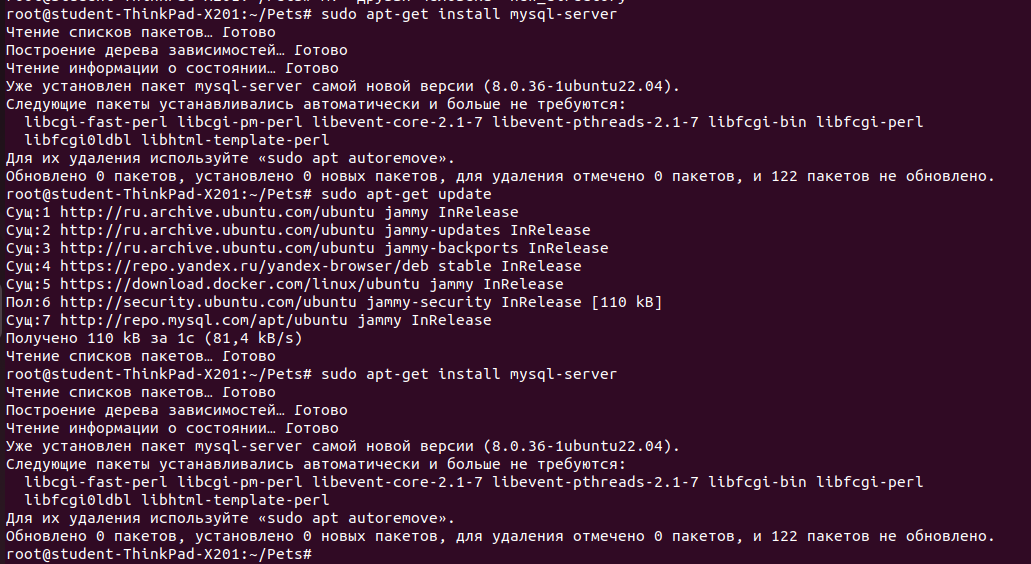 root@student-ThinkPad-X201:~/Pets# sudo apt-get install mysql-server
Чтение списков пакетов… Готово
Построение дерева зависимостей… Готово
Чтение информации о состоянии… Готово
Уже установлен пакет mysql-server самой новой версии (8.0.36-1ubuntu22.04).
Следующие пакеты устанавливались автоматически и больше не требуются:
  libcgi-fast-perl libcgi-pm-perl libevent-core-2.1-7 libevent-pthreads-2.1-7 libfcgi-bin libfcgi-perl
  libfcgi0ldbl libhtml-template-perl
Для их удаления используйте «sudo apt autoremove».
Обновлено 0 пакетов, установлено 0 новых пакетов, для удаления отмечено 0 пакетов, и 122 пакетов не обновлено.
root@student-ThinkPad-X201:~/Pets# sudo apt-get update
Сущ:1 http://ru.archive.ubuntu.com/ubuntu jammy InRelease
Сущ:2 http://ru.archive.ubuntu.com/ubuntu jammy-updates InRelease
Сущ:3 http://ru.archive.ubuntu.com/ubuntu jammy-backports InRelease
Сущ:4 https://repo.yandex.ru/yandex-browser/deb stable InRelease
Сущ:5 https://download.docker.com/linux/ubuntu jammy InRelease
Пол:6 http://security.ubuntu.com/ubuntu jammy-security InRelease [110 kB]
Сущ:7 http://repo.mysql.com/apt/ubuntu jammy InRelease
Получено 110 kB за 1с (81,4 kB/s)
Чтение списков пакетов… Готово
root@student-ThinkPad-X201:~/Pets# sudo apt-get install mysql-server
Чтение списков пакетов… Готово
Построение дерева зависимостей… Готово
Чтение информации о состоянии… Готово
Уже установлен пакет mysql-server самой новой версии (8.0.36-1ubuntu22.04).
Следующие пакеты устанавливались автоматически и больше не требуются:
  libcgi-fast-perl libcgi-pm-perl libevent-core-2.1-7 libevent-pthreads-2.1-7 libfcgi-bin libfcgi-perl
  libfcgi0ldbl libhtml-template-perl
Для их удаления используйте «sudo apt autoremove».
Обновлено 0 пакетов, установлено 0 новых пакетов, для удаления отмечено 0 пакетов, и 122 пакетов не обновлено.
root@student-ThinkPad-X201:~/Pets#